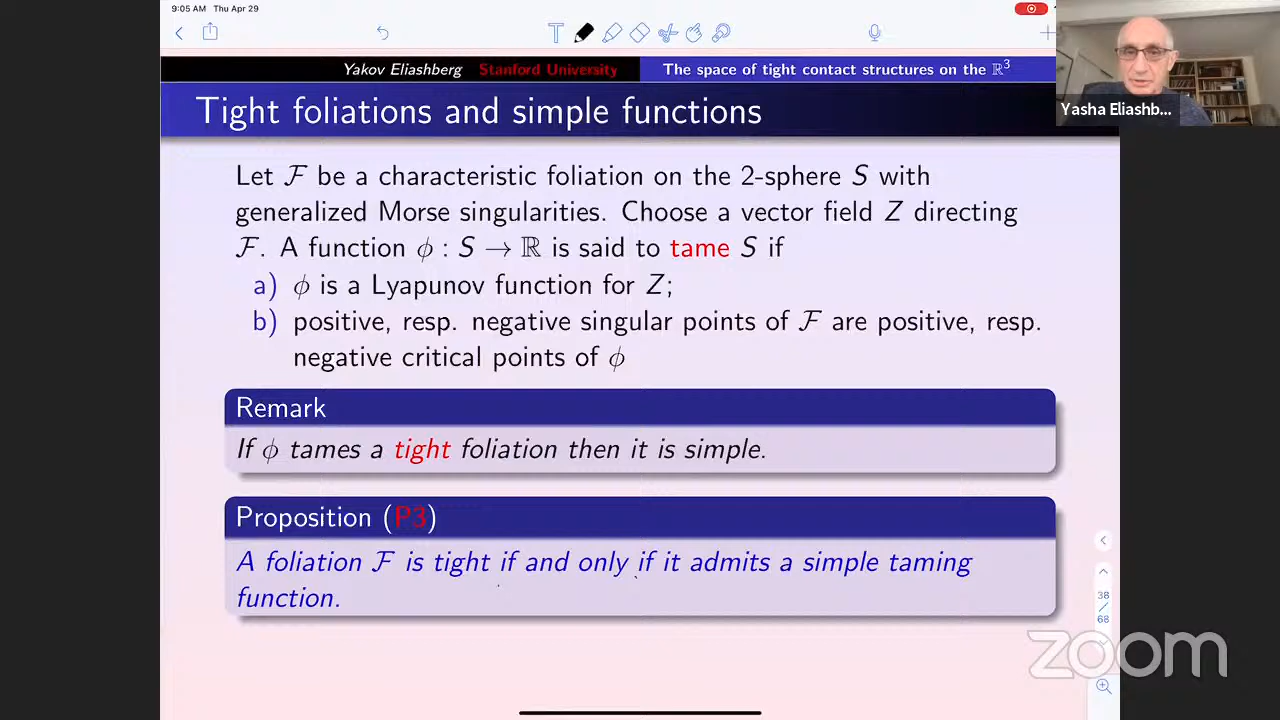 9:05 AM Thu Apr 29
Yakov Eliashberg Stanford University The space of tight contact structures on the ℝ³
Tight foliations and simple functions
Yasha Eliashb...
Let ℱ be a characteristic foliation on the 2-sphere S with
generalized Morse singularities. Choose a vector field Z directing
ℱ. A function ϕ : S → ℝ is said to tame S if
a) ϕ is a Lyapunov function for Z;
b) positive, resp. negative singular points of ℱ are positive, resp.
negative critical points of ϕ
Remark
If ϕ tames a tight foliation then it is simple.
Proposition (P3)
A foliation ℱ is tight if and only if it admits a simple taming
function.
38
/
68
zoom